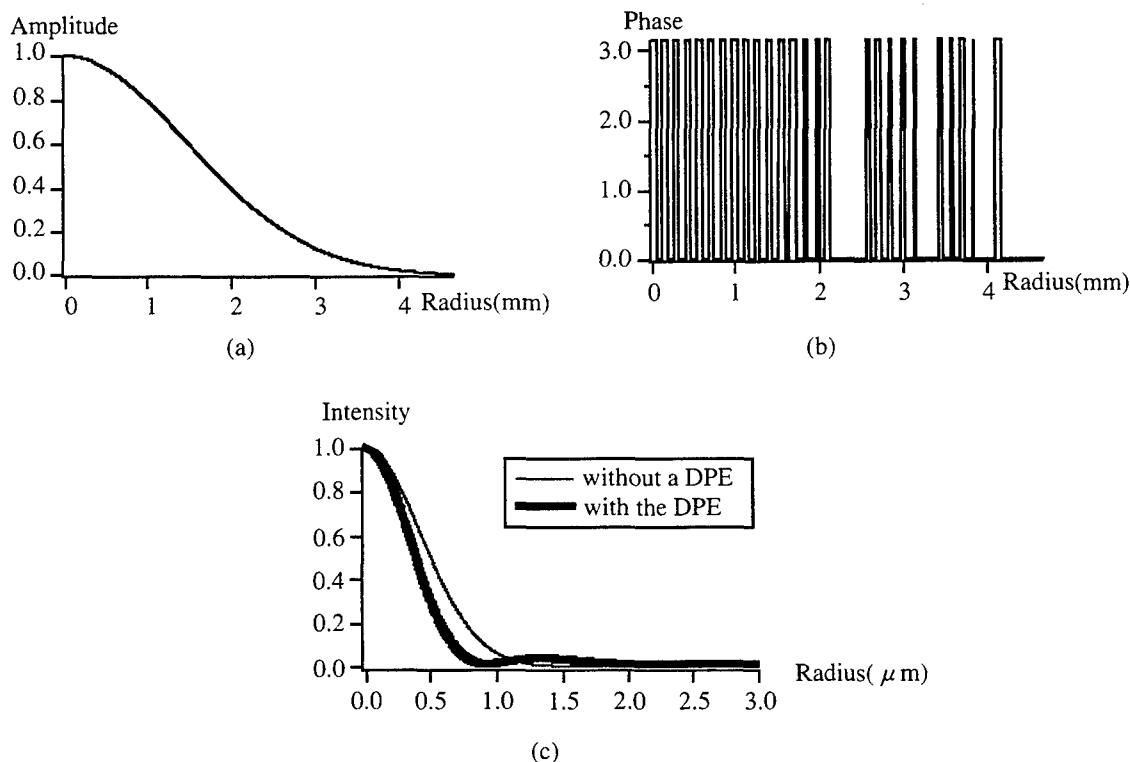 Amplitude
1.0
0.8
0.6
0.4
0.2
0.0
0 1 2 3 4 Radius(mm)
(a)
Phase
3.0
2.0
1.0
0.0
0 1 2 3 4 Radius(mm)
(b)
Intensity
1.0
0.8
0.6
0.4
0.2
0.0
without a DPE
with the DPE
0.0 0.5 1.0 1.5 2.0 2.5 3.0
Radius( μ m)
(c)